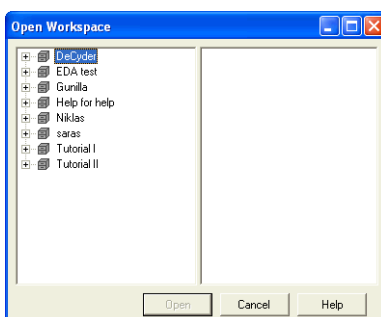 Open Workspace
DeCyder
EDA test
Gunilla
Help for help
Niklas
saras
Tutorial I
Tutorial II
Open
Cancel
Help